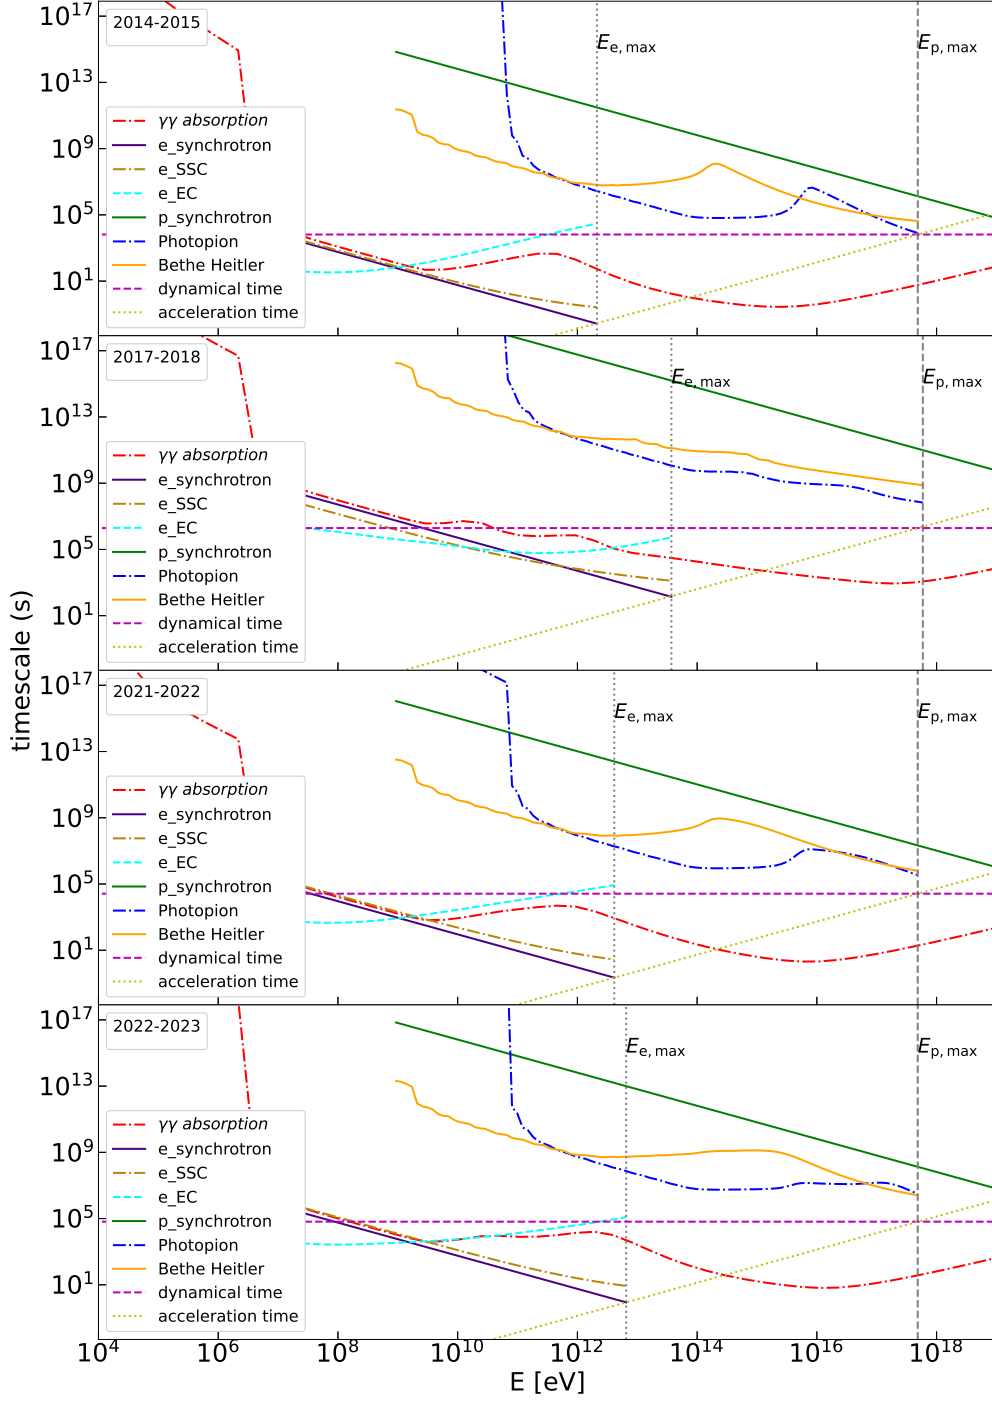 10^17
2014-2015
E_e, max
E_p, max
10^13
γγ absorption
10^9
e_synchrotron
e_SSC
e_EC
10^5
p_synchrotron
Photopion
Bethe Heitler
10^1
dynamical time
acceleration time
10^17
2017-2018
E_e, max
E_p, max
10^13
γγ absorption
10^9
e_synchrotron
e_SSC
e_EC
10^5
p_synchrotron
Photopion
Bethe Heitler
10^1
dynamical time
acceleration time
timescale (s)
10^17
2021-2022
E_e, max
E_p, max
10^13
γγ absorption
10^9
e_synchrotron
e_SSC
e_EC
10^5
p_synchrotron
Photopion
Bethe Heitler
10^1
dynamical time
acceleration time
10^17
2022-2023
E_e, max
E_p, max
10^13
γγ absorption
10^9
e_synchrotron
e_SSC
e_EC
10^5
p_synchrotron
Photopion
Bethe Heitler
10^1
dynamical time
acceleration time
10^4 10^6 10^8 10^10 10^12 10^14 10^16 10^18
E [eV]